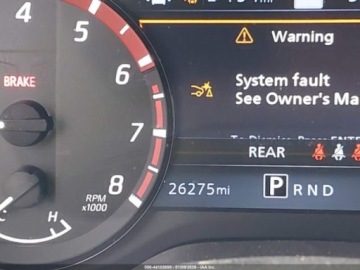 4
5
6
7
8
BRAKE
RPM
x1000
C
H
Warning
System fault
See Owner's Ma
REAR
26275mi
P R N D